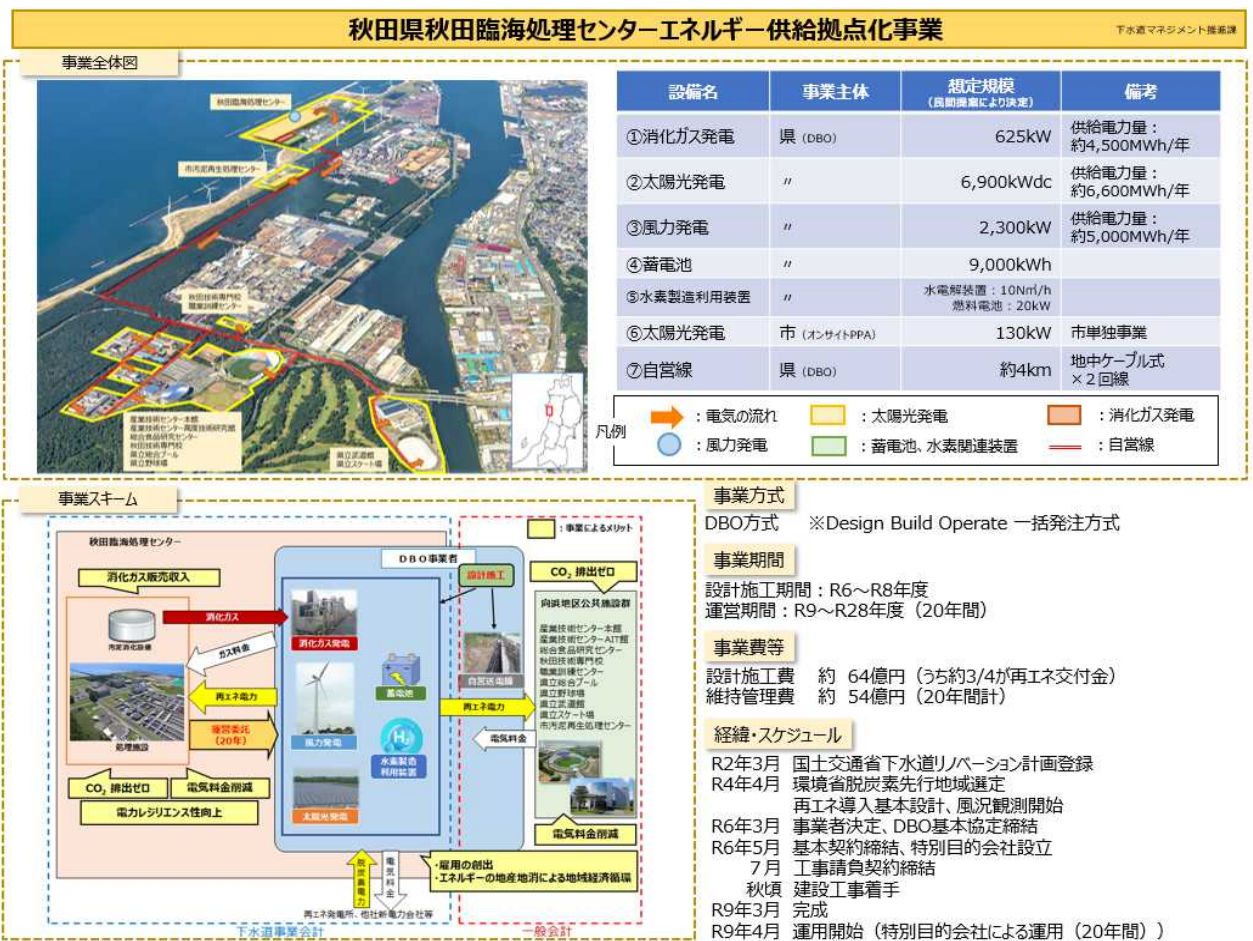 秋田県秋田臨海処理センターエネルギー供給拠点化事業
下水道マネジメント推進課
事業全体図
秋田臨海処理センター
市汚泥再生処理センター
秋田技術専門校
職業訓練センター
産業技術センター本館
産業技術センター高度技術研究館
総合食品研究センター
秋田技術専門校
県立総合プール
県立野球場
県立武道館
県立スケート場
設備名 事業主体 想定規模 備考
(民間提案により決定)
①消化ガス発電 県 (DBO) 625kW 供給電力量:
約4,500MWh/年
②太陽光発電 〃 6,900kWdc 供給電力量:
約6,600MWh/年
③風力発電 〃 2,300kW 供給電力量:
約5,000MWh/年
④蓄電池 〃 9,000kWh
⑤水素製造利用装置 〃 水電解装置:10N㎥/h
燃料電池:20kW
⑥太陽光発電 市 (オンサイトPPA) 130kW 市単独事業
⑦自営線 県 (DBO) 約4km 地中ケーブル式
×2回線
凡例
:電気の流れ :太陽光発電 :消化ガス発電
:風力発電 :蓄電池、水素関連装置 :自営線
事業スキーム
:事業によるメリット
秋田臨海処理センター
消化ガス販売収入
汚泥消化設備
処理施設
消化ガス
ガス料金
再エネ電力
運営委託
(20年)
CO₂ 排出ゼロ
電気料金削減
電力レジリエンス性向上
DBO事業者
消化ガス発電
風力発電
太陽光発電
蓄電池
H₂
水素製造
利用装置
設計施工
自営送電線
再エネ電力
電気料金
CO₂ 排出ゼロ
向浜地区公共施設群
産業技術センター本館
産業技術センターAIT館
総合食品研究センター
秋田技術専門校
職業訓練センター
県立総合プール
県立野球場
県立武道館
県立スケート場
市汚泥再生処理センター
電気料金削減
・雇用の創出
・エネルギーの地産地消による地域経済循環
脱炭素電力
電気料金
再エネ発電所、他社新電力会社等
下水道事業会計
一般会計
事業方式
DBO方式 ※Design Build Operate 一括発注方式
事業期間
設計施工期間:R6~R8年度
運営期間:R9~R28年度(20年間)
事業費等
設計施工費 約 64億円(うち約3/4が再エネ交付金)
維持管理費 約 54億円(20年間計)
経緯・スケジュール
R2年3月 国土交通省下水道リノベーション計画登録
R4年4月 環境省脱炭素先行地域選定
再エネ導入基本設計、風況観測開始
R6年3月 事業者決定、DBO基本協定締結
R6年5月 基本契約締結、特別目的会社設立
7月 工事請負契約締結
秋頃 建設工事着手
R9年3月 完成
R9年4月 運用開始(特別目的会社による運用(20年間))